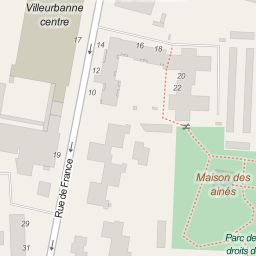 Villeurbanne
centre
14
16
18
12
20
10
22
17
19
Rue de France
Maison des
aînés
Parc de
droits d
29
31